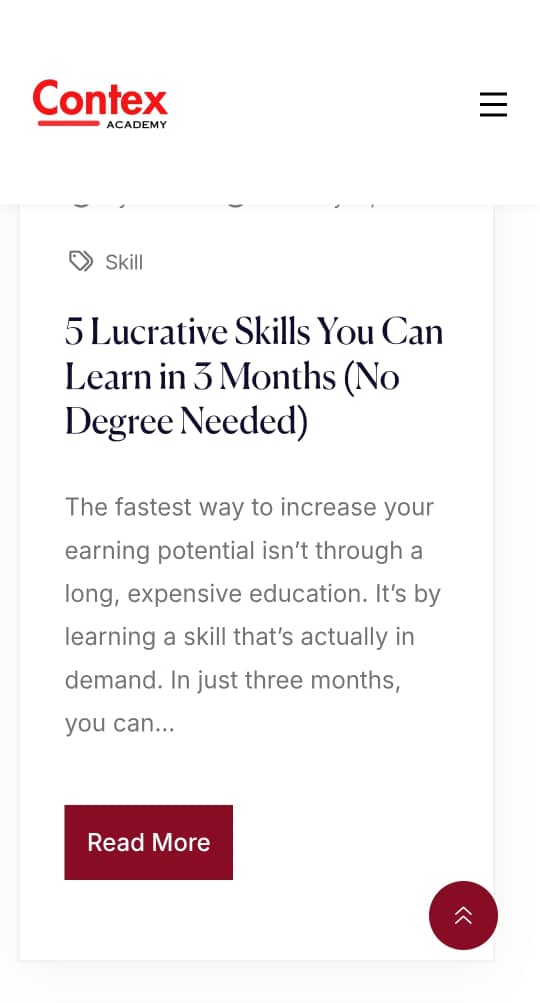 Contex
ACADEMY
Skill
5 Lucrative Skills You Can
Learn in 3 Months (No
Degree Needed)
The fastest way to increase your
earning potential isn’t through a
long, expensive education. It’s by
learning a skill that’s actually in
demand. In just three months,
you can...
Read More